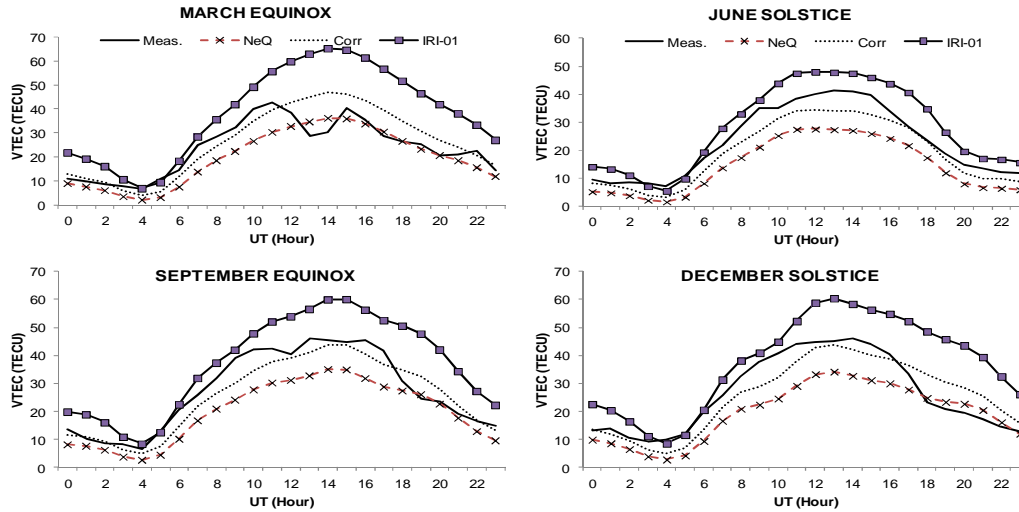 MARCH EQUINOX
70
60
50
40
30
20
10
0
VTEC (TECU)
Meas. NeQ Corr IRI-01
0 2 4 6 8 10 12 14 16 18 20 22
UT (Hour)
JUNE SOLSTICE
60
50
40
30
20
10
0
VTEC (TECU)
Meas. NeQ Corr IRI-01
0 2 4 6 8 10 12 14 16 18 20 22
UT (Hour)
SEPTEMBER EQUINOX
70
60
50
40
30
20
10
0
VTEC (TECU)
0 2 4 6 8 10 12 14 16 18 20 22
UT (Hour)
DECEMBER SOLSTICE
70
60
50
40
30
20
10
0
VTEC (TECU)
0 2 4 6 8 10 12 14 16 18 20 22
UT (Hour)